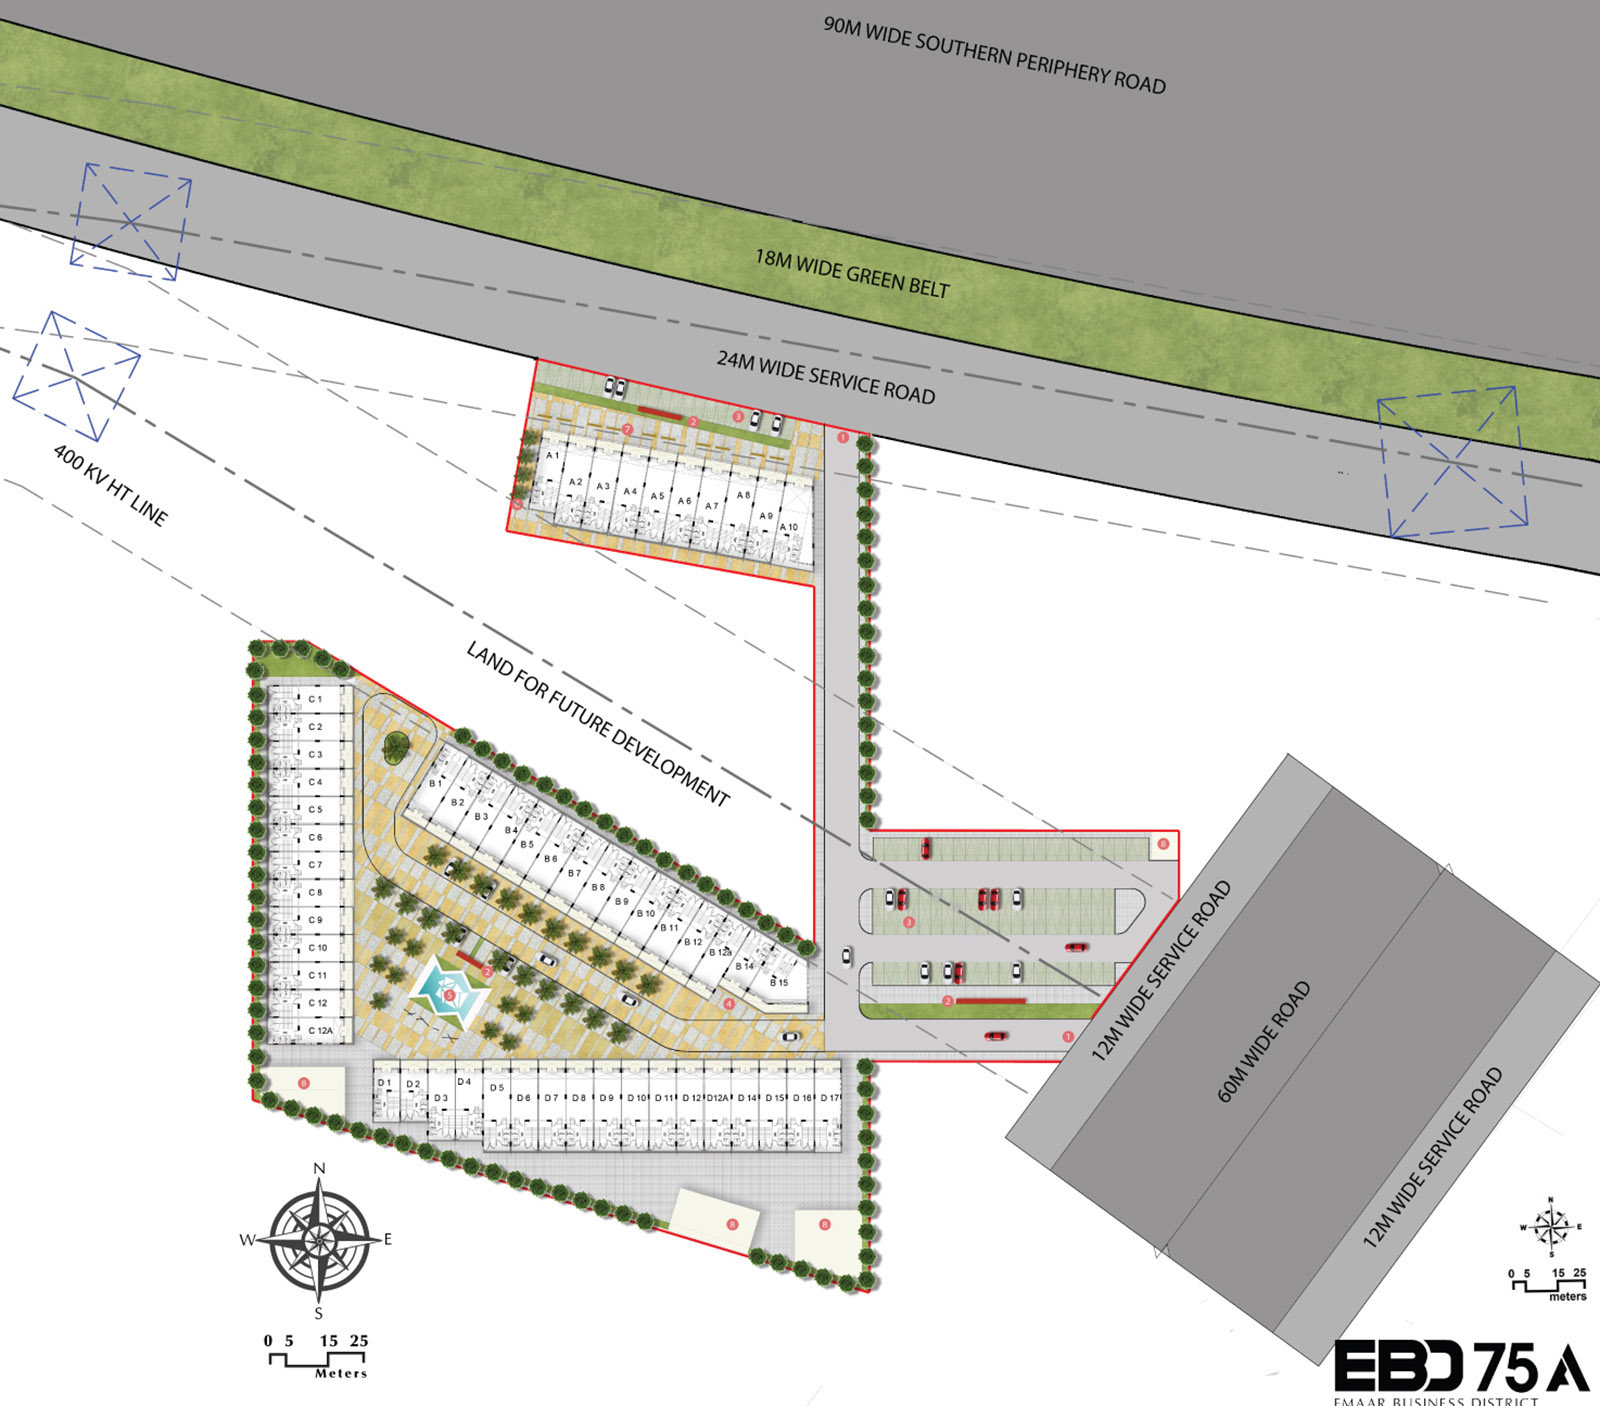 90M WIDE SOUTHERN PERIPHERY ROAD
18M WIDE GREEN BELT
24M WIDE SERVICE ROAD
400 KV HT LINE
1
2
3
7
A 1
A 2
A 3
A 4
A 5
A 6
A 7
A 8
A 9
A 10
LAND FOR FUTURE DEVELOPMENT
C 1
C 2
C 3
C 4
C 5
C 6
C 7
C 8
C 9
C 10
C 11
C 12
C 12A
B 1
B 2
B 3
B 4
B 5
B 6
B 7
B 8
B 9
B 10
B 11
B 12
B 12a
B 14
B 15
8
3
2
1
2
5
4
8
D 1
D 2
D 3
D 4
D 5
D 6
D 7
D 8
D 9
D 10
D 11
D 12
D12A
D 14
D 15
D 16
D 17
8
8
12M WIDE SERVICE ROAD
60M WIDE ROAD
12M WIDE SERVICE ROAD
N
W E
S
0 5 15 25
Meters
N
W E
S
0 5 15 25
meters
EBD 75 A
EMAAR BUSINESS DISTRICT